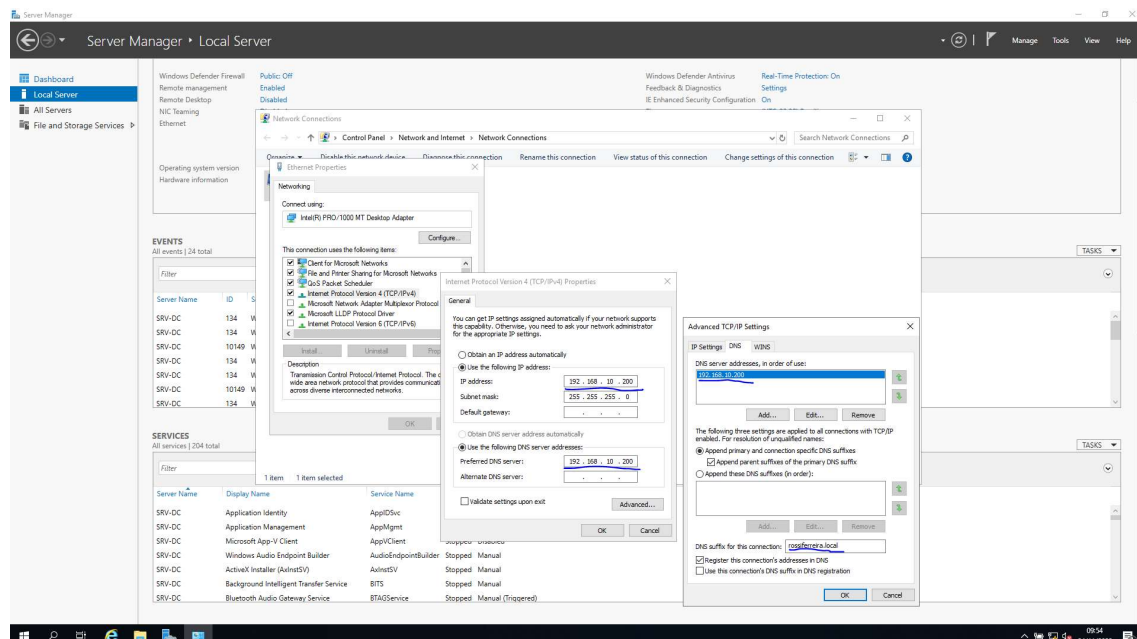 Server Manager
Server Manager • Local Server
Manage Tools View Help
Dashboard
Local Server
All Servers
File and Storage Services
Windows Defender Firewall Public: Off
Remote management Enabled
Remote Desktop Disabled
NIC Teaming
Ethernet
Operating system version
Hardware information
Windows Defender Antivirus Real-Time Protection: On
Feedback & Diagnostics Settings
IE Enhanced Security Configuration On
Network Connections
Control Panel > Network and Internet > Network Connections
Search Network Connections
Organize Disable this network device Diagnose this connection Rename this connection View status of this connection Change settings of this connection
1 item 1 item selected
Ethernet Properties
Networking
Connect using:
Intel(R) PRO/1000 MT Desktop Adapter
Configure...
This connection uses the following items:
Client for Microsoft Networks
File and Printer Sharing for Microsoft Networks
QoS Packet Scheduler
Internet Protocol Version 4 (TCP/IPv4)
Microsoft Network Adapter Multiplexor Protocol
Microsoft LLDP Protocol Driver
Internet Protocol Version 6 (TCP/IPv6)
Install... Uninstall
Description
Transmission Control Protocol/Internet Protocol. The
wide area network protocol that provides
across diverse interconnected networks.
OK
Internet Protocol Version 4 (TCP/IPv4) Properties
General
You can get IP settings assigned automatically if your network supports
this capability. Otherwise, you need to ask your network administrator
for the appropriate IP settings.
Obtain an IP address automatically
Use the following IP address:
IP address: 192 . 168 . 10 . 200
Subnet mask: 255 . 255 . 255 . 0
Default gateway: . . .
Obtain DNS server address automatically
Use the following DNS server addresses:
Preferred DNS server: 192 . 168 . 10 . 200
Alternate DNS server: . . .
Validate settings upon exit
Advanced...
OK Cancel
Advanced TCP/IP Settings
IP Settings DNS WINS
DNS server addresses, in order of use:
192.168.10.200
Add... Edit... Remove
The following three settings are applied to all connections with TCP/IP
enabled. For resolution of unqualified names:
Append primary and connection specific DNS suffixes
Append parent suffixes of the primary DNS suffix
Append these DNS suffixes (in order):
Add... Edit... Remove
DNS suffix for this connection: rossiferreira.local
Register this connection's addresses in DNS
Use this connection's DNS suffix in DNS registration
OK Cancel
EVENTS
All events | 24 total
TASKS
Filter
Server Name ID
SRV-DC 134
SRV-DC 134
SRV-DC 10149
SRV-DC 134
SRV-DC 134
SRV-DC 10149
SRV-DC 134
SERVICES
All services | 204 total
TASKS
Filter
Server Name Display Name Service Name
SRV-DC Application Identity AppIDSvc
SRV-DC Application Management AppMgmt
SRV-DC Microsoft App-V Client AppVClient Stopped Disabled
SRV-DC Windows Audio Endpoint Builder AudioEndpointBuilder Stopped Manual
SRV-DC ActiveX Installer (AxInstSV) AxInstSV Stopped Manual
SRV-DC Background Intelligent Transfer Service BITS Stopped Manual
SRV-DC Bluetooth Audio Gateway Service BTAGService Stopped Manual (Triggered)
09:54